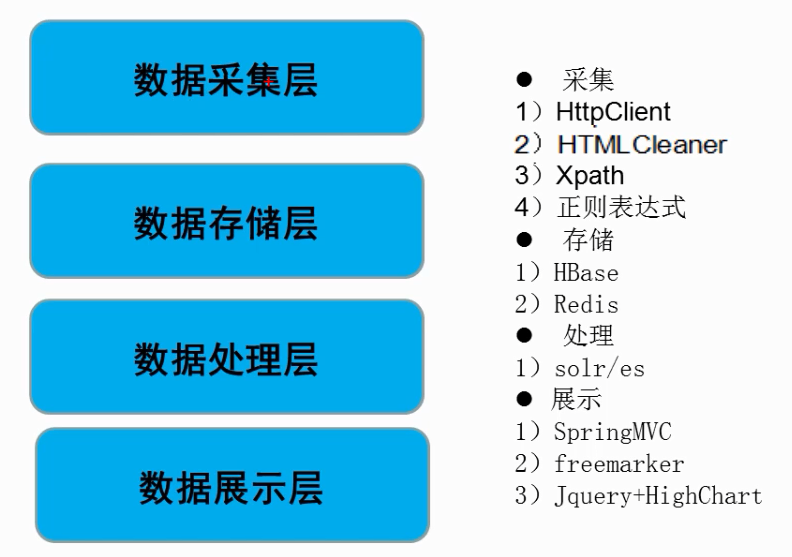 数据采集层
数据存储层
数据处理层
数据展示层
● 采集
1）HttpClient
2）HTMLCleaner
3）Xpath
4）正则表达式
● 存储
1）HBase
2）Redis
● 处理
1）solr/es
● 展示
1）SpringMVC
2）freemarker
3）Jquery+HighChart